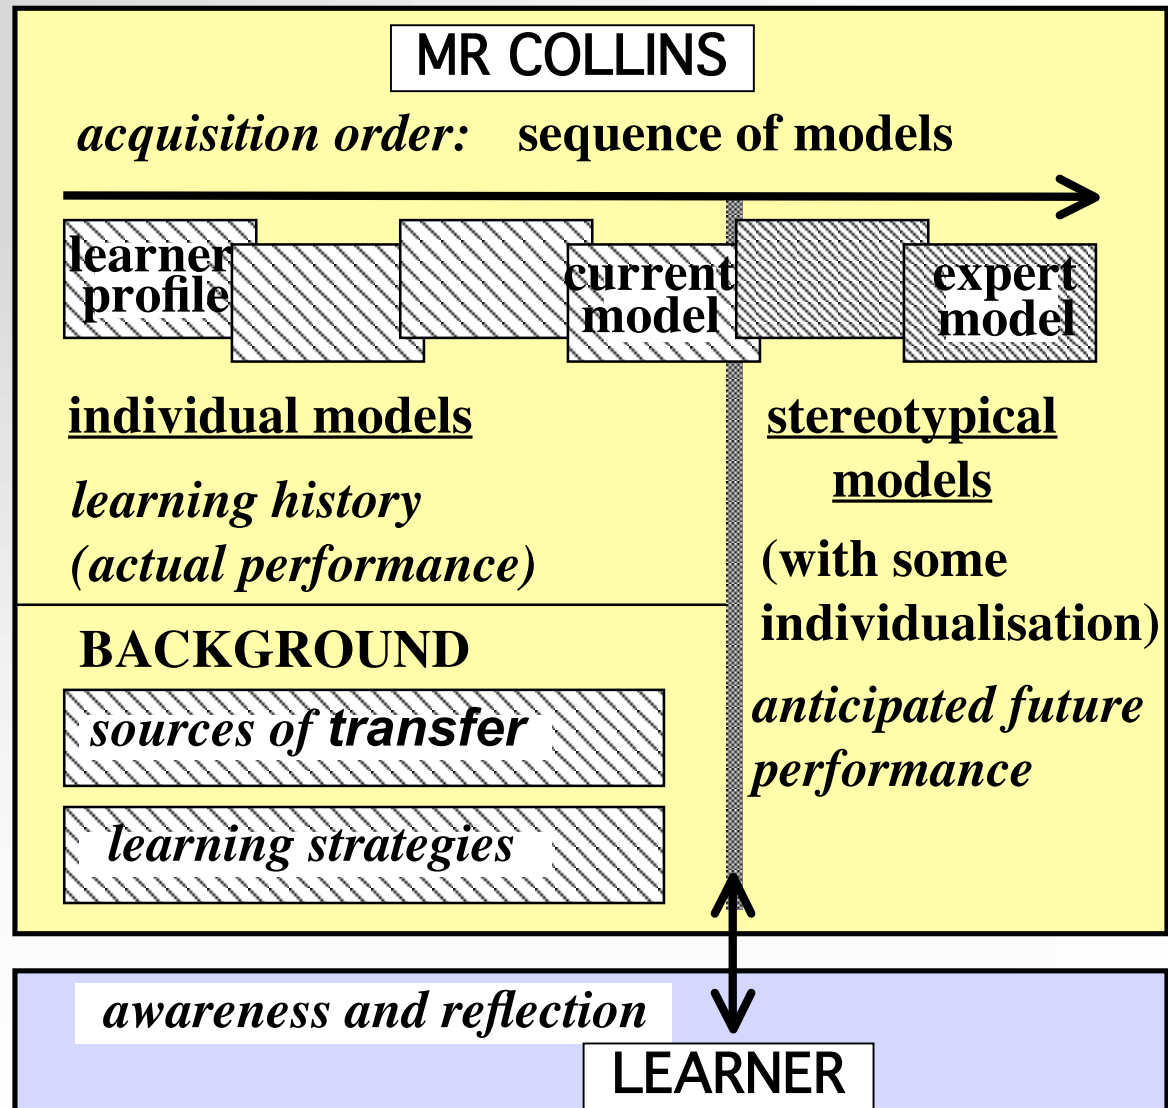 MR COLLINS
acquisition order: sequence of models
learner
profile
current
model
expert
model
individual models
learning history
(actual performance)
stereotypical
models
(with some
individualisation)
anticipated future
performance
BACKGROUND
sources of transfer
learning strategies
awareness and reflection
LEARNER